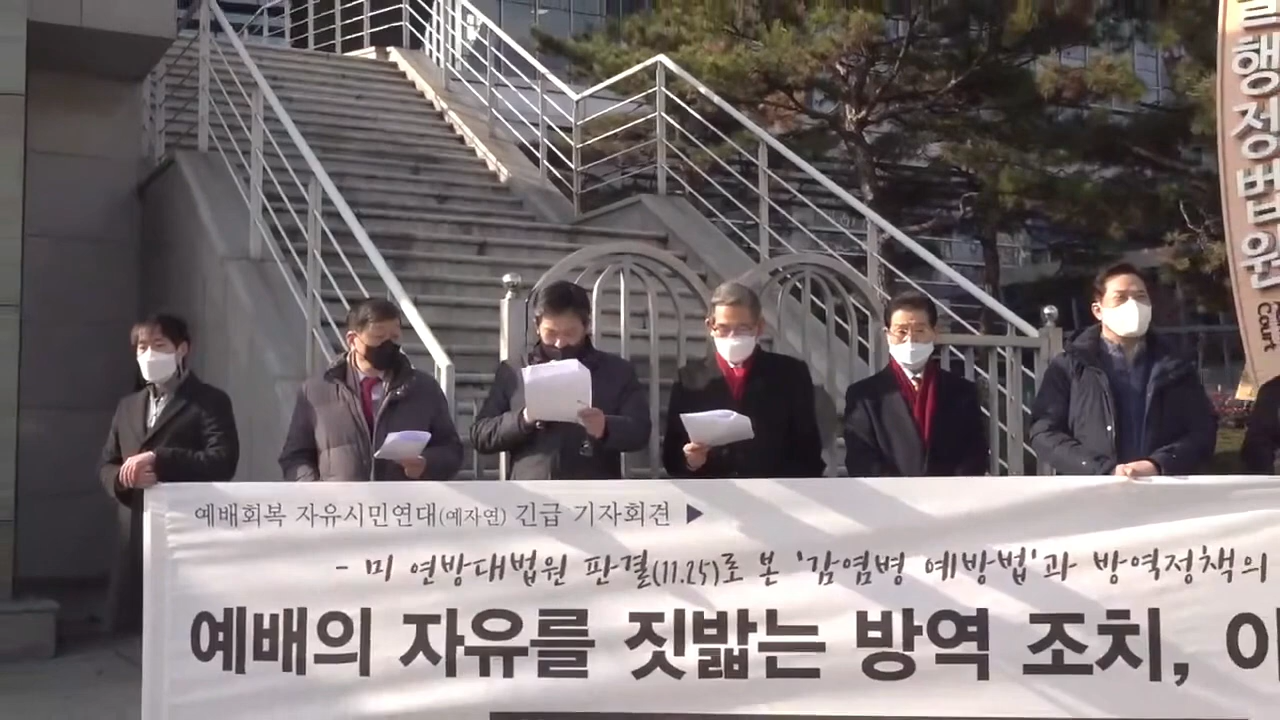 예배회복 자유시민연대(예자연) 긴급 기자회견 ▶
- 미 연방대법원 판결(11.25)로 본 '감염병 예방법'과 방역정책의
예배의 자유를 짓밟는 방역 조치,
행정법원
Court